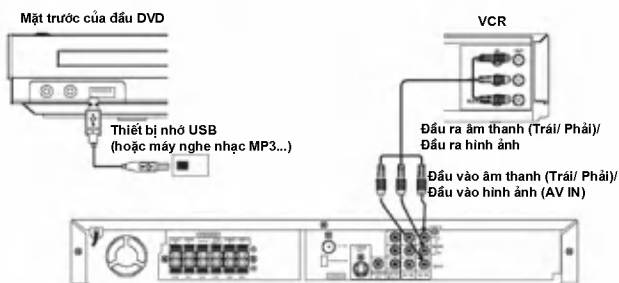 Mặt trước của đầu DVD
VCR
Thiết bị nhớ USB
(hoặc máy nghe nhạc MP3...)
Đầu ra âm thanh (Trái/ Phải)/
Đầu ra hình ảnh
Đầu vào âm thanh (Trái/ Phải)/
Đầu vào hình ảnh (AV IN)